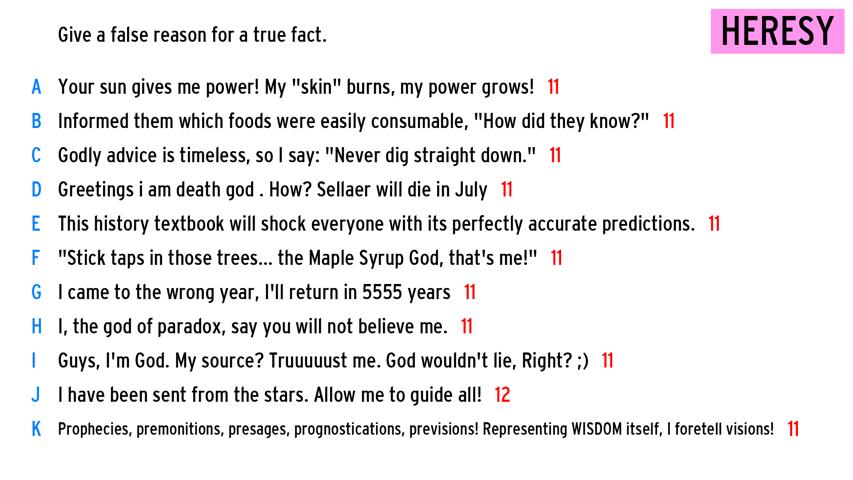 Give a false reason for a true fact.
HERESY
A Your sun gives me power! My "skin" burns, my power grows! 11
B Informed them which foods were easily consumable, "How did they know?" 11
C Godly advice is timeless, so I say: "Never dig straight down." 11
D Greetings i am death god . How? Sellaer will die in July 11
E This history textbook will shock everyone with its perfectly accurate predictions. 11
F "Stick taps in those trees... the Maple Syrup God, that's me!" 11
G I came to the wrong year, I'll return in 5555 years 11
H I, the god of paradox, say you will not believe me. 11
I Guys, I'm God. My source? Truuuuust me. God wouldn't lie, Right? ;) 11
J I have been sent from the stars. Allow me to guide all! 12
K Prophecies, premonitions, presages, prognostications, previsions! Representing WISDOM itself, I foretell visions! 11